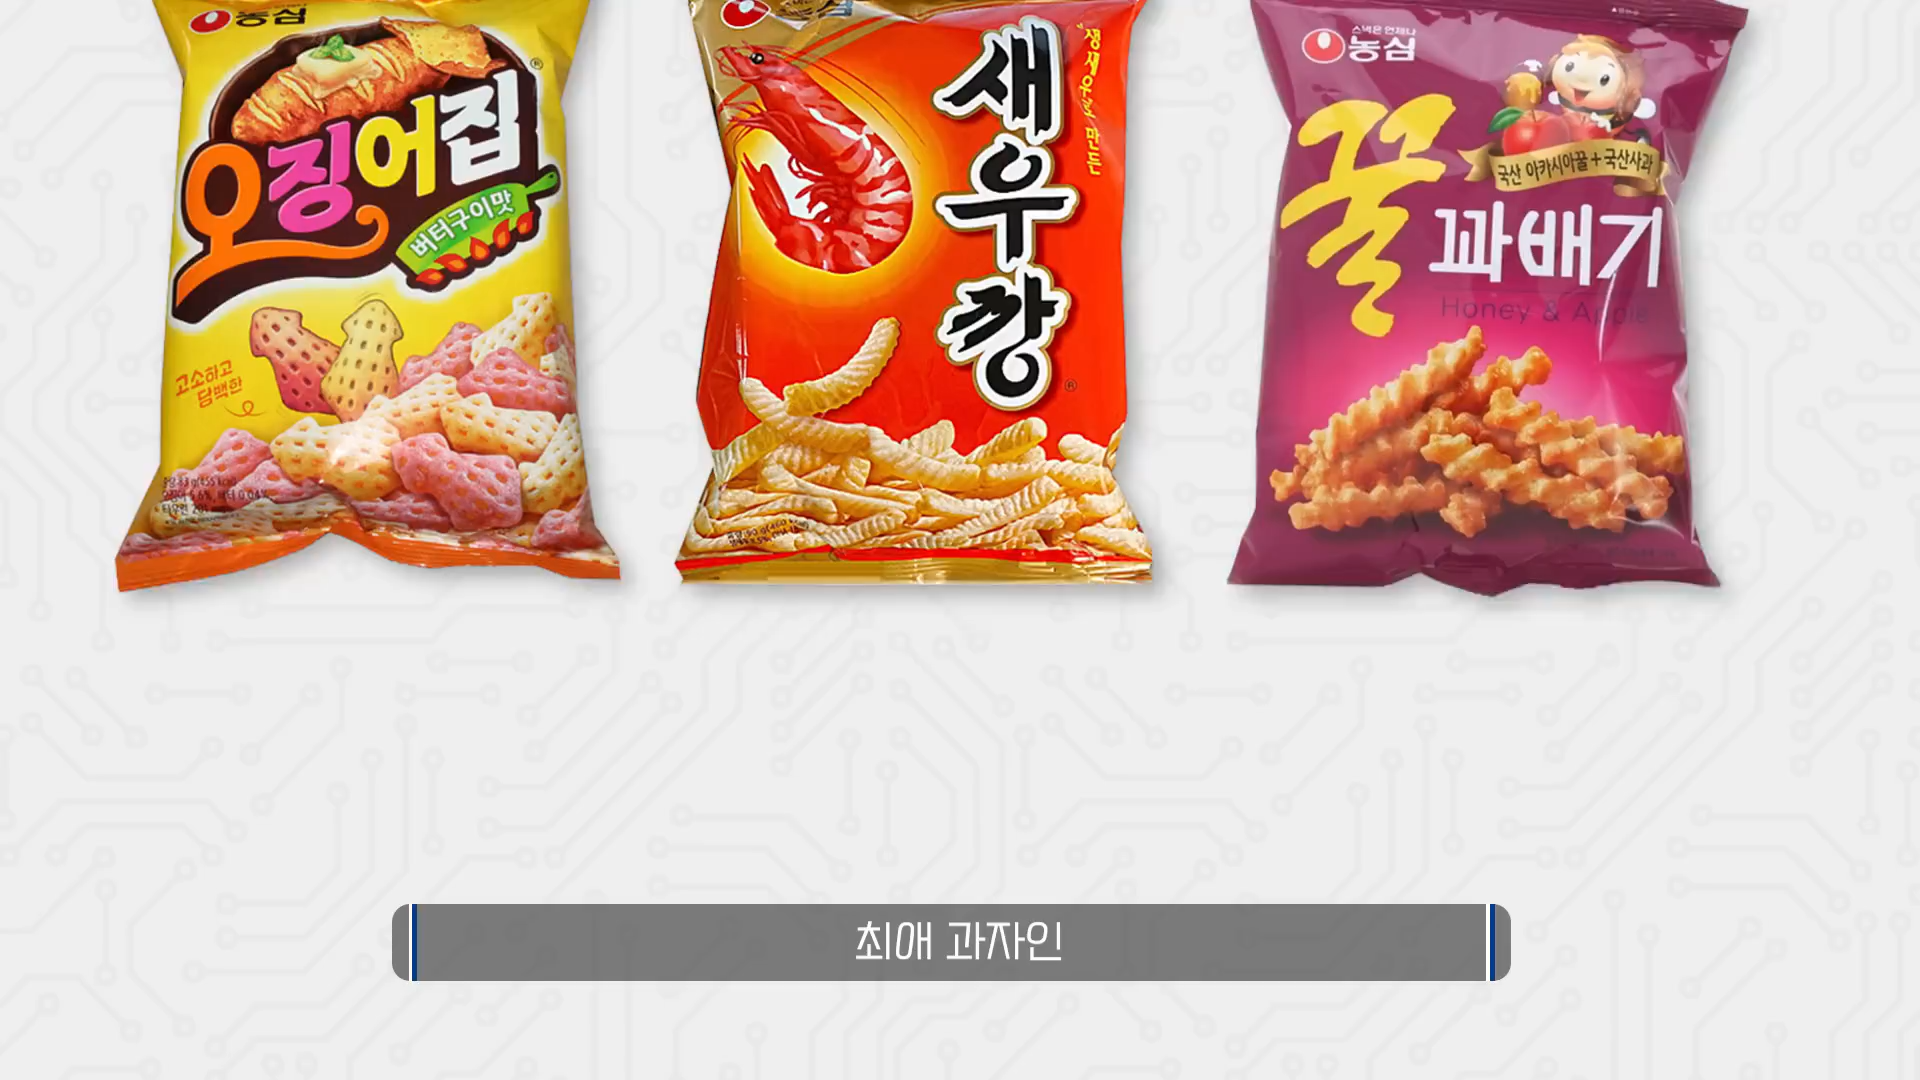 농심
오징어집
®
버터구이맛
고소하고
담백한
새우깡
생새우로 만든
®
스낵은 언제나
농심
국산 아카시아꿀+국산사과
꿀
꽈배기
Honey & Apple
최애 과자인